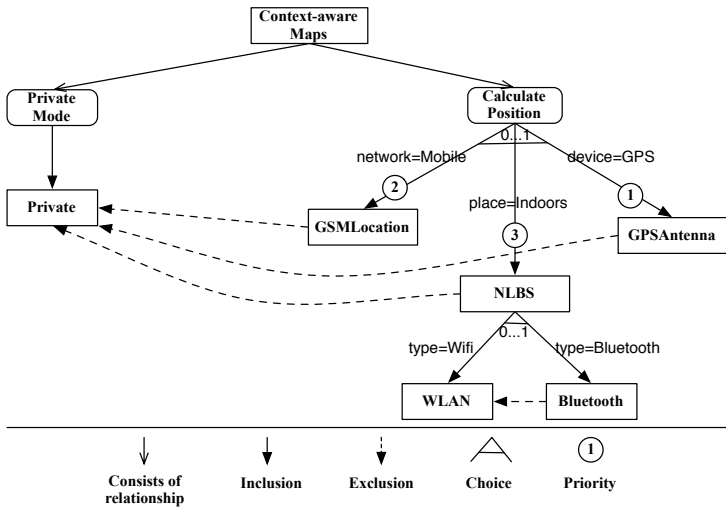 Context-aware
Maps
Private
Mode
Calculate
Position
0...1
network=Mobile
device=GPS
2
1
place=Indoors
Private
GSMLocation
3
GPSAntenna
NLBS
0...1
type=Wifi
type=Bluetooth
WLAN
Bluetooth
1
Consists of
relationship
Inclusion
Exclusion
Choice
Priority